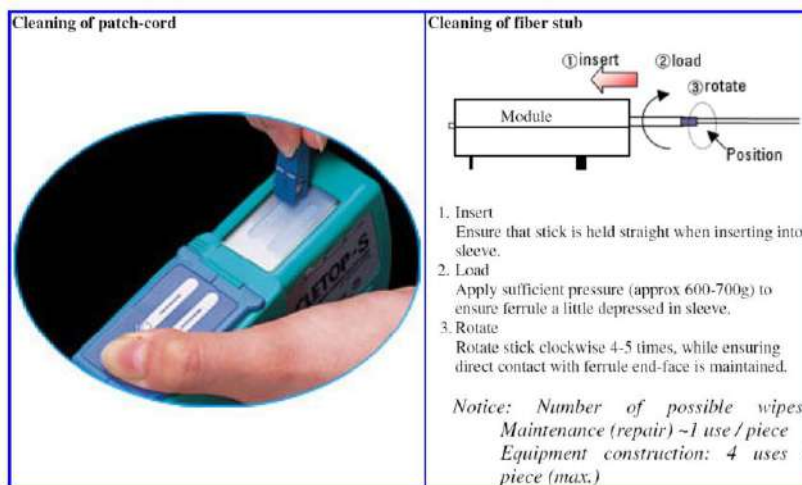 Cleaning of patch-cord
CLETOP-S
Cleaning of fiber stub
①insert
②load
③rotate
Module
Position
1. Insert
Ensure that stick is held straight when inserting into
sleeve.
2. Load
Apply sufficient pressure (approx 600-700g) to
ensure ferrule a little depressed in sleeve.
3. Rotate
Rotate stick clockwise 4-5 times, while ensuring
direct contact with ferrule end-face is maintained.
Notice: Number of possible wipes
Maintenance (repair) ~1 use / piece
Equipment construction: 4 uses
piece (max.)